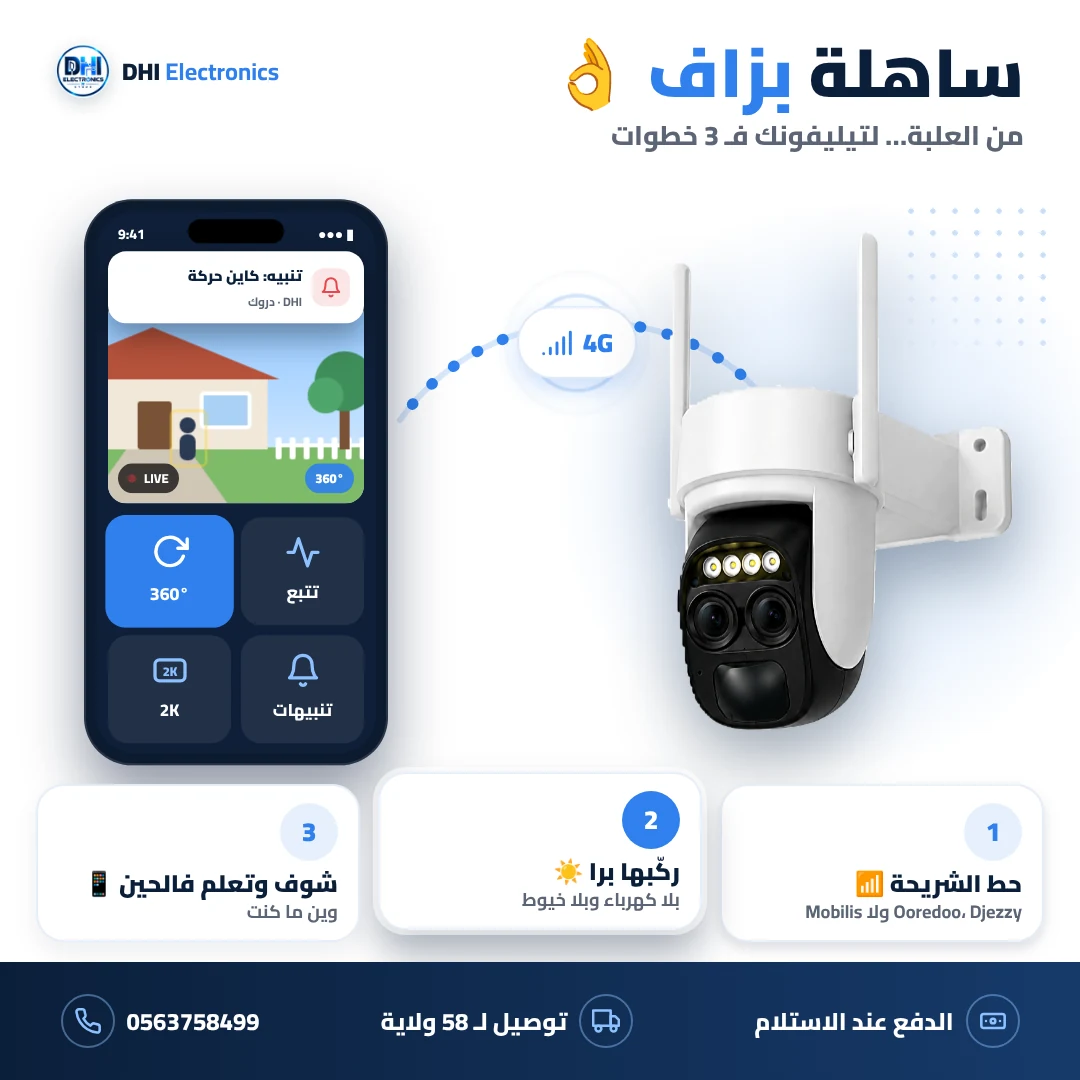 DHI Electronics
DHI
ELECTRONICS
ساهلة بزاف 👌
من العلبة... لتيليفونك فـ 3 خطوات
9:41
تنبيه: كاين حركة
DHI · دروك
LIVE
360°
360°
تتبع
2K
2K
تنبيهات
4G
1
حط الشريحة 📶
Ooredoo، Djezzy ولا Mobilis
2
ركّبها برا ☀️
بلا كهرباء وبلا خيوط
3
شوف وتعلم فالحين 📱
وين ما كنت
الدفع عند الاستلام
توصيل لـ 58 ولاية
0563758499